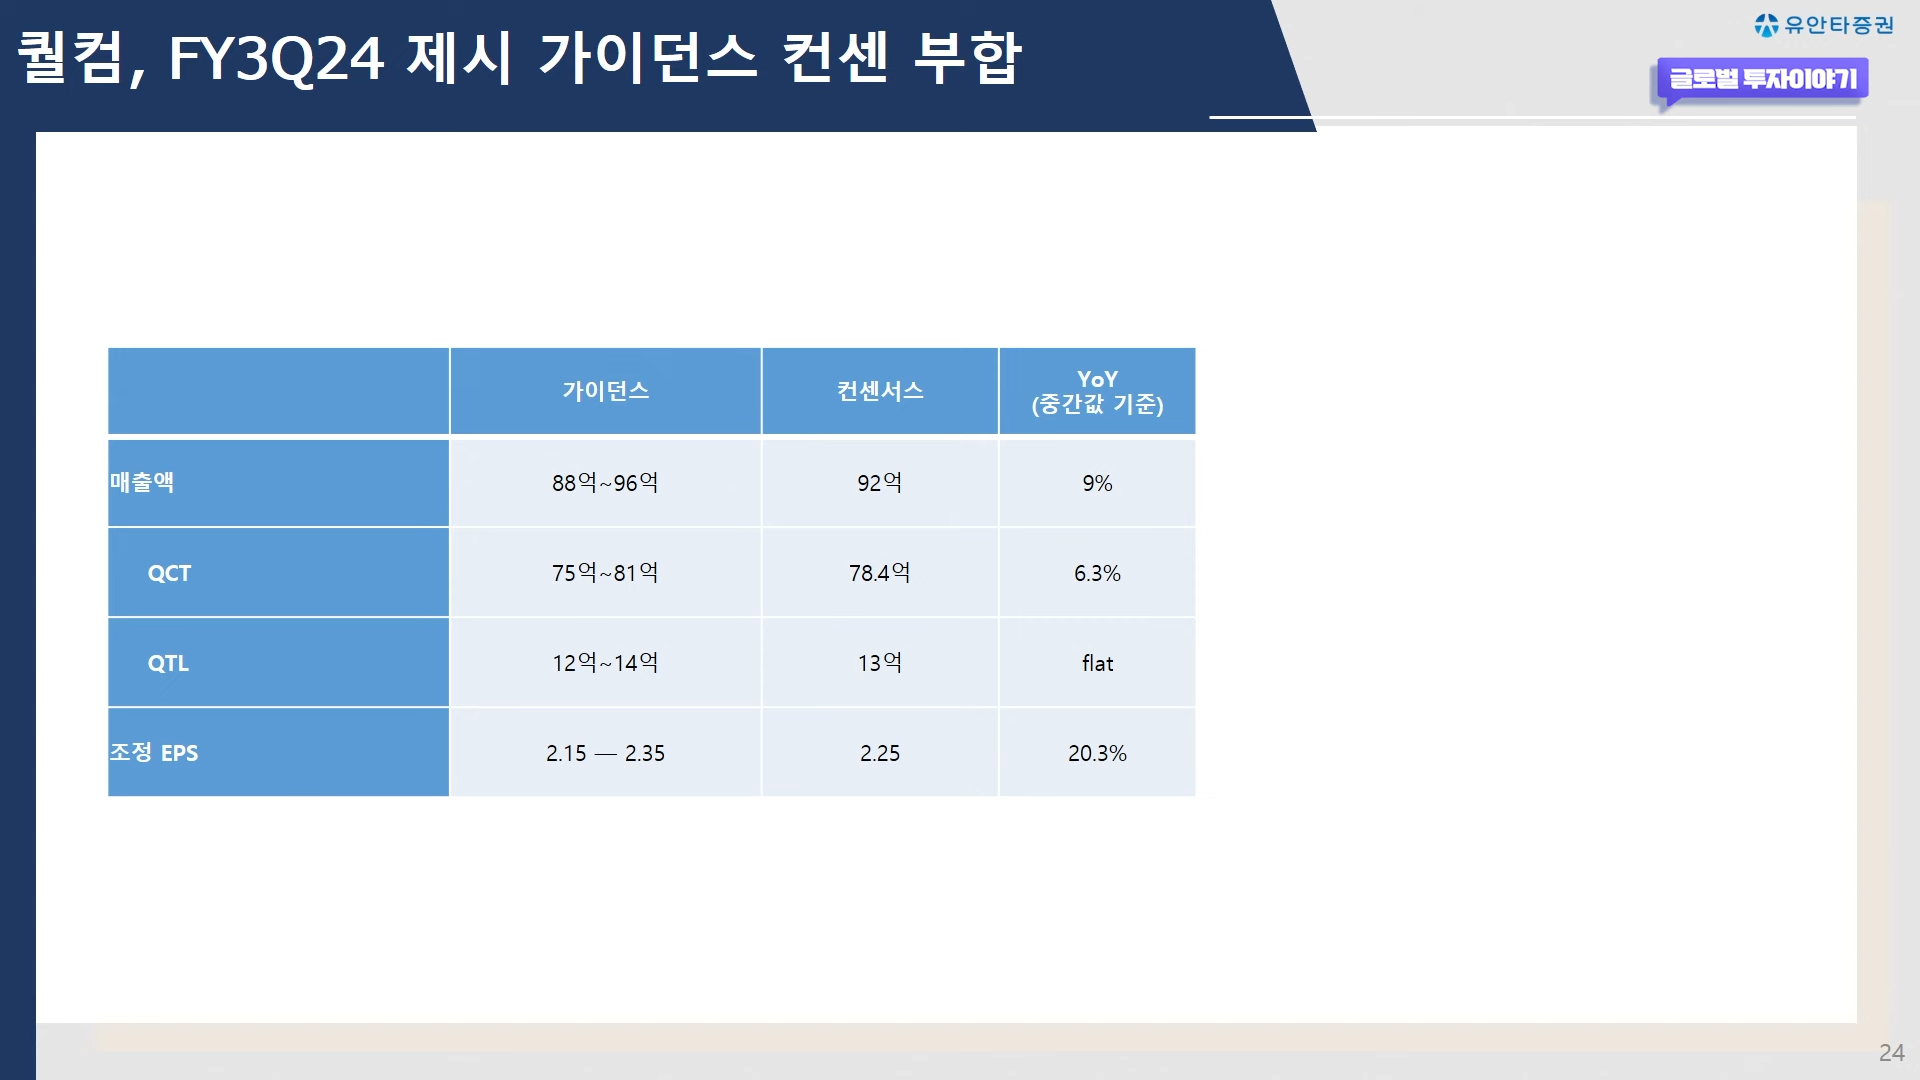 퀄컴, FY3Q24 제시 가이던스 컨센 부합
유안타증권
글로벌 투자이야기
가이던스 컨센서스 YoY
(중간값 기준)
매출액 88억~96억 92억 9%
QCT 75억~81억 78.4억 6.3%
QTL 12억~14억 13억 flat
조정 EPS 2.15 — 2.35 2.25 20.3%
24